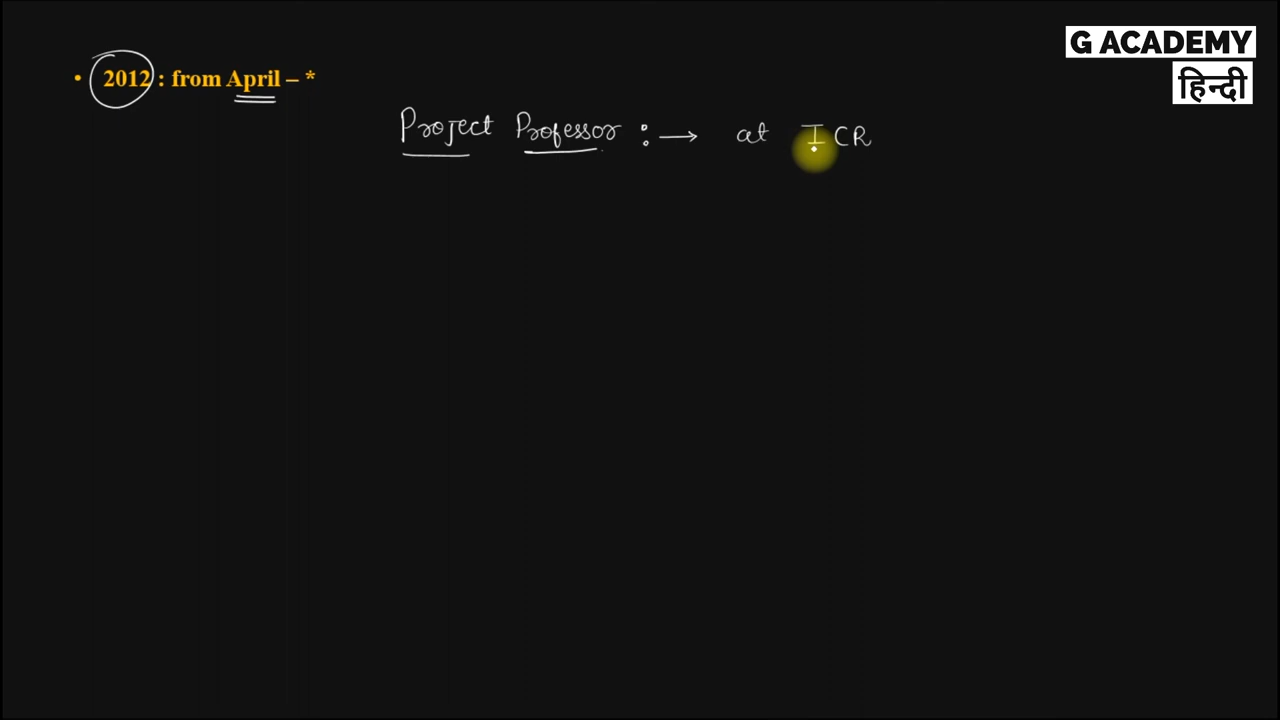 G ACADEMY
हिन्दी
• 2012 : from April – *
Project Professor :→ at ICR